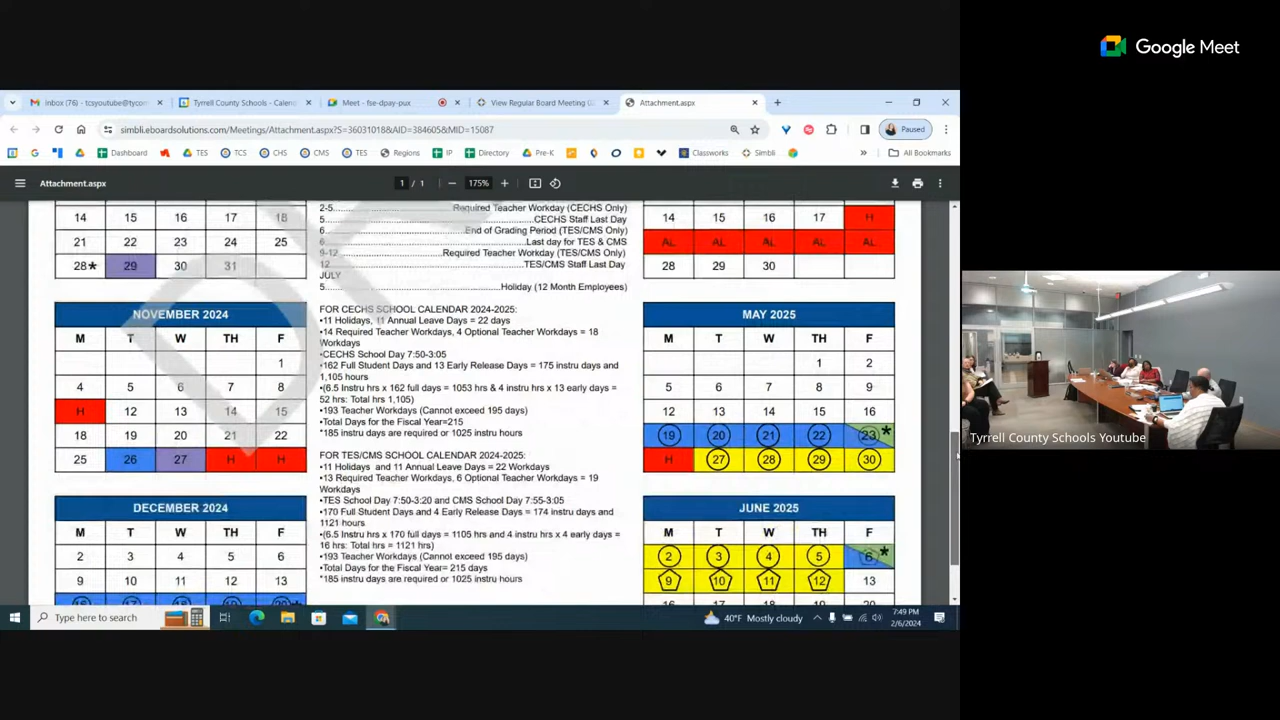 Google Meet
Inbox (76) - tcsyoutube@tycom
Tyrrell County Schools - Calend
Meet - fse-dpay-pux
View Regular Board Meeting 02
Attachment.aspx
simbli.eboardsolutions.com/Meetings/Attachment.aspx?S=36031018&AID=384605&MID=15087
Paused
Dashboard TES TCS CHS CMS TES Regions IP Directory Pre-K Classworks Simbli » All Bookmarks
Attachment.aspx 1 / 1 175%
14 15 16 17 18
21 22 23 24 25
28* 29 30 31
NOVEMBER 2024
M T W TH F
1
4 5 6 7 8
H 12 13 14 15
18 19 20 21 22
25 26 27 H H
DECEMBER 2024
M T W TH F
2 3 4 5 6
9 10 11 12 13
16 17 18 19 20*
2-5 Required Teacher Workday (CECHS Only)
5 CECHS Staff Last Day
6 End of Grading Period (TES/CMS Only)
6 Last day for TES & CMS
9-12 Required Teacher Workday (TES/CMS Only)
12 TES/CMS Staff Last Day
JULY
5 Holiday (12 Month Employees)
FOR CECHS SCHOOL CALENDAR 2024-2025:
•11 Holidays, 11 Annual Leave Days = 22 days
•14 Required Teacher Workdays, 4 Optional Teacher Workdays = 18
Workdays
•CECHS School Day 7:50-3:05
•162 Full Student Days and 13 Early Release Days = 175 instru days and
1,105 hours
•(6.5 Instru hrs x 162 full days = 1053 hrs & 4 instru hrs x 13 early days =
52 hrs: Total hrs 1,105)
•193 Teacher Workdays (Cannot exceed 195 days)
•Total Days for the Fiscal Year=215
*185 instru days are required or 1025 instru hours
FOR TES/CMS SCHOOL CALENDAR 2024-2025:
•11 Holidays and 11 Annual Leave Days = 22 Workdays
•13 Required Teacher Workdays, 6 Optional Teacher Workdays = 19
Workdays
•TES School Day 7:50-3:20 and CMS School Day 7:55-3:05
•170 Full Student Days and 4 Early Release Days = 174 instru days and
1121 hours
•(6.5 Instru hrs x 170 full days = 1105 hrs and 4 instru hrs x 4 early days =
16 hrs: Total hrs = 1121 hrs)
•193 Teacher Workdays (Cannot exceed 195 days)
•Total Days for the Fiscal Year= 215 days
*185 instru days are required or 1025 instru hours
14 15 16 17 H
AL AL AL AL AL
28 29 30
MAY 2025
M T W TH F
1 2
5 6 7 8 9
12 13 14 15 16
19 20 21 22 23*
H 27 28 29 30
JUNE 2025
M T W TH F
2 3 4 5 6*
9 10 11 12 13
16 17 18 19 20
Tyrrell County Schools Youtube
Type here to search
40°F Mostly cloudy
7:49 PM
2/6/2024